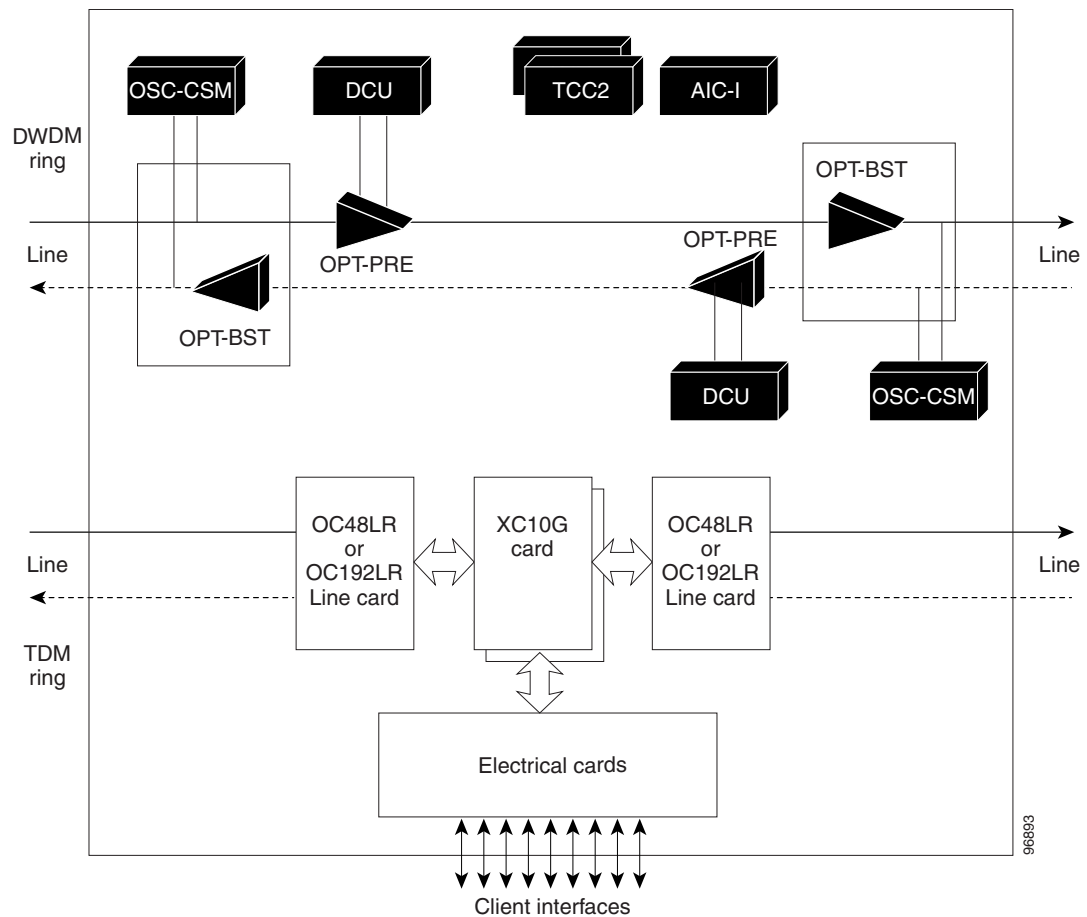 OSC-CSM
DCU
TCC2
AIC-I
DWDM
ring
OPT-BST
Line
OPT-PRE
OPT-PRE
Line
OPT-BST
DCU
OSC-CSM
OC48LR
or
OC192LR
Line card
XC10G
card
OC48LR
or
OC192LR
Line card
Line
Line
TDM
ring
Electrical cards
96893
Client interfaces